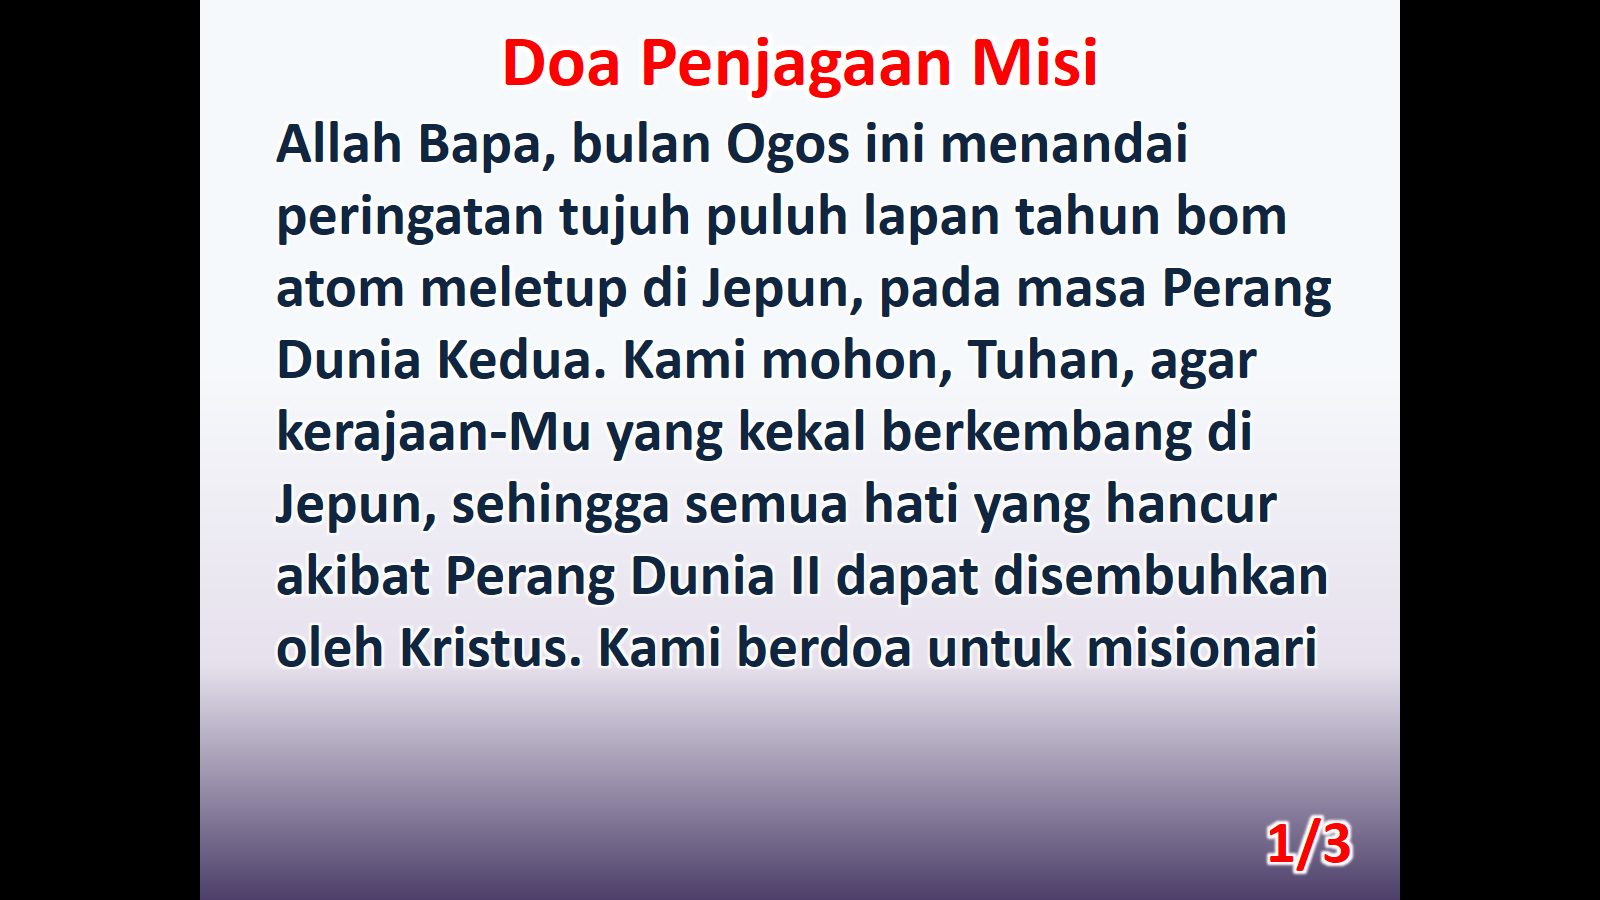 Doa Penjagaan Misi
Allah Bapa, bulan Ogos ini menandai
peringatan tujuh puluh lapan tahun bom
atom meletup di Jepun, pada masa Perang
Dunia Kedua. Kami mohon, Tuhan, agar
kerajaan-Mu yang kekal berkembang di
Jepun, sehingga semua hati yang hancur
akibat Perang Dunia II dapat disembuhkan
oleh Kristus. Kami berdoa untuk misionari
1/3